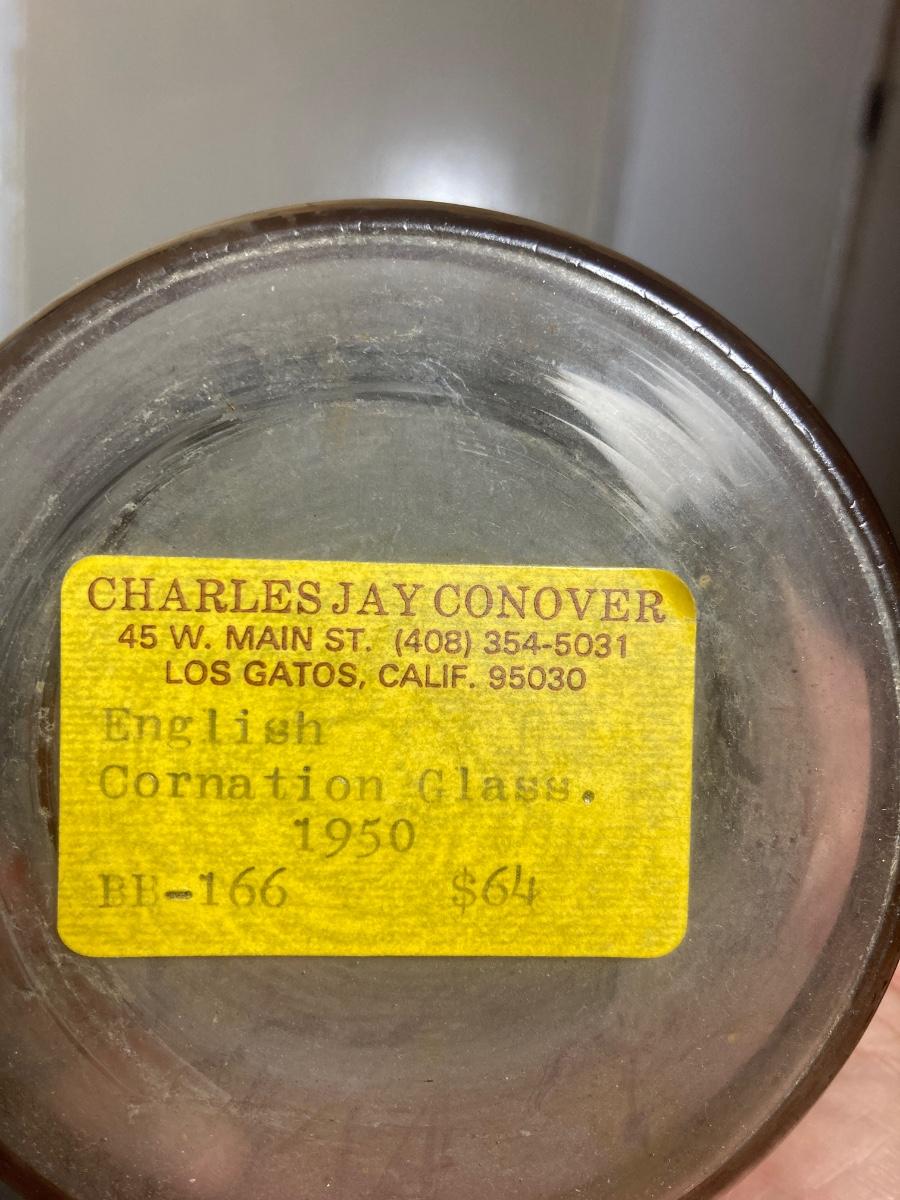 CHARLES JAY CONOVER
45 W. MAIN ST. (408) 354-5031
LOS GATOS, CALIF. 95030
English
Cornation Glass.
1950
BB-166 $64